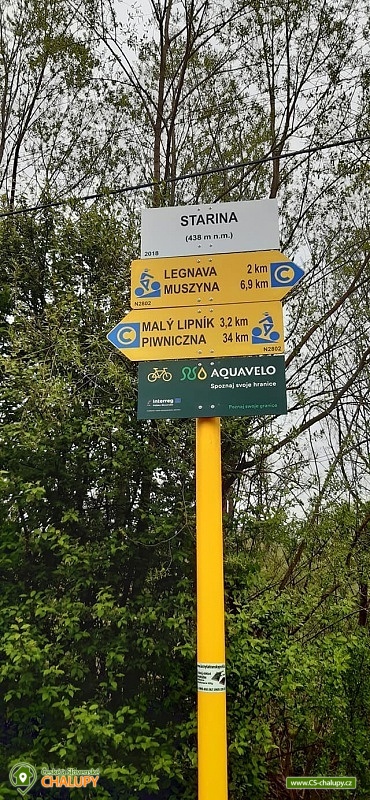 STARINA
(438 m n.m.)
2018
LEGNAVA 2 km
MUSZYNA 6,9 km
C
N2802
MALÝ LIPNÍK 3,2 km
PIWNICZNA 34 km
C
N2802
AQUAVELO
Spoznaj svoje hranice
Interreg
Poznaj swoje granice
České a Slovenské
CHALUPY
www.CS-chalupy.cz